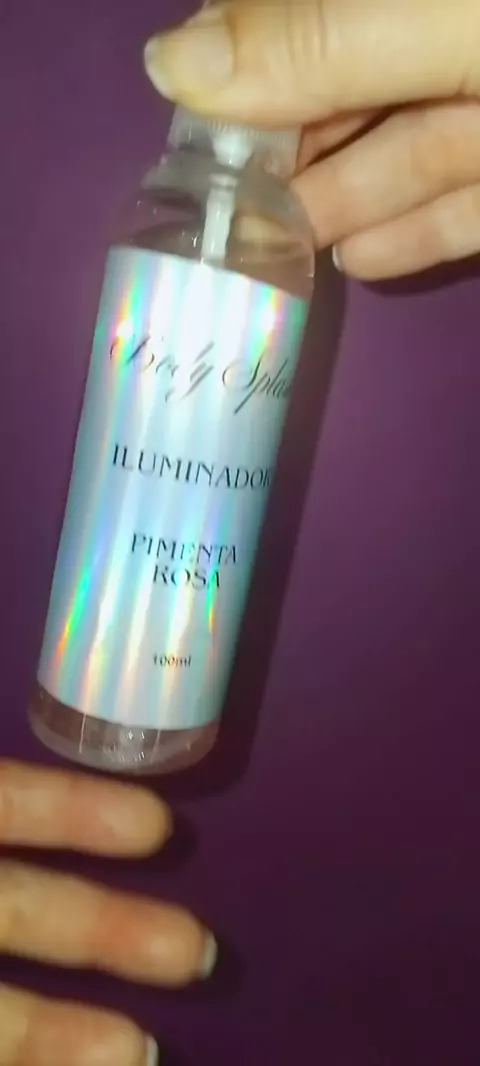 Body Splash
ILUMINADOR
PIMENTA
ROSA
100ml